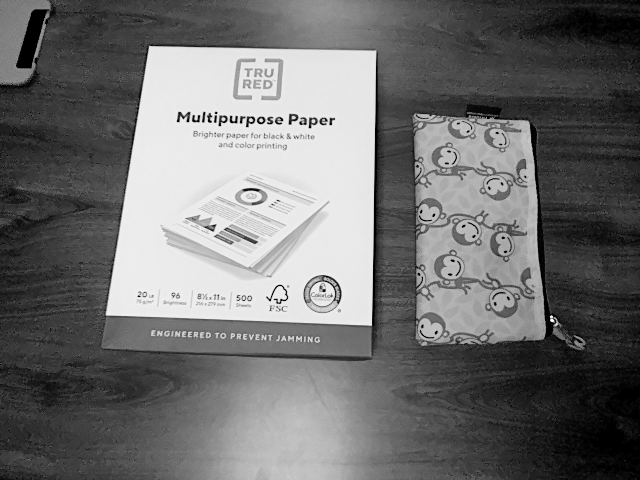 TRU
RED
Multipurpose Paper
Brighter paper for black & white
and color printing
20 LB
75 g/m²
96
Brightness
8½ x 11 in
216 x 279 mm
500
Sheets
FSC
ColorLok
ENGINEERED TO PREVENT JAMMING